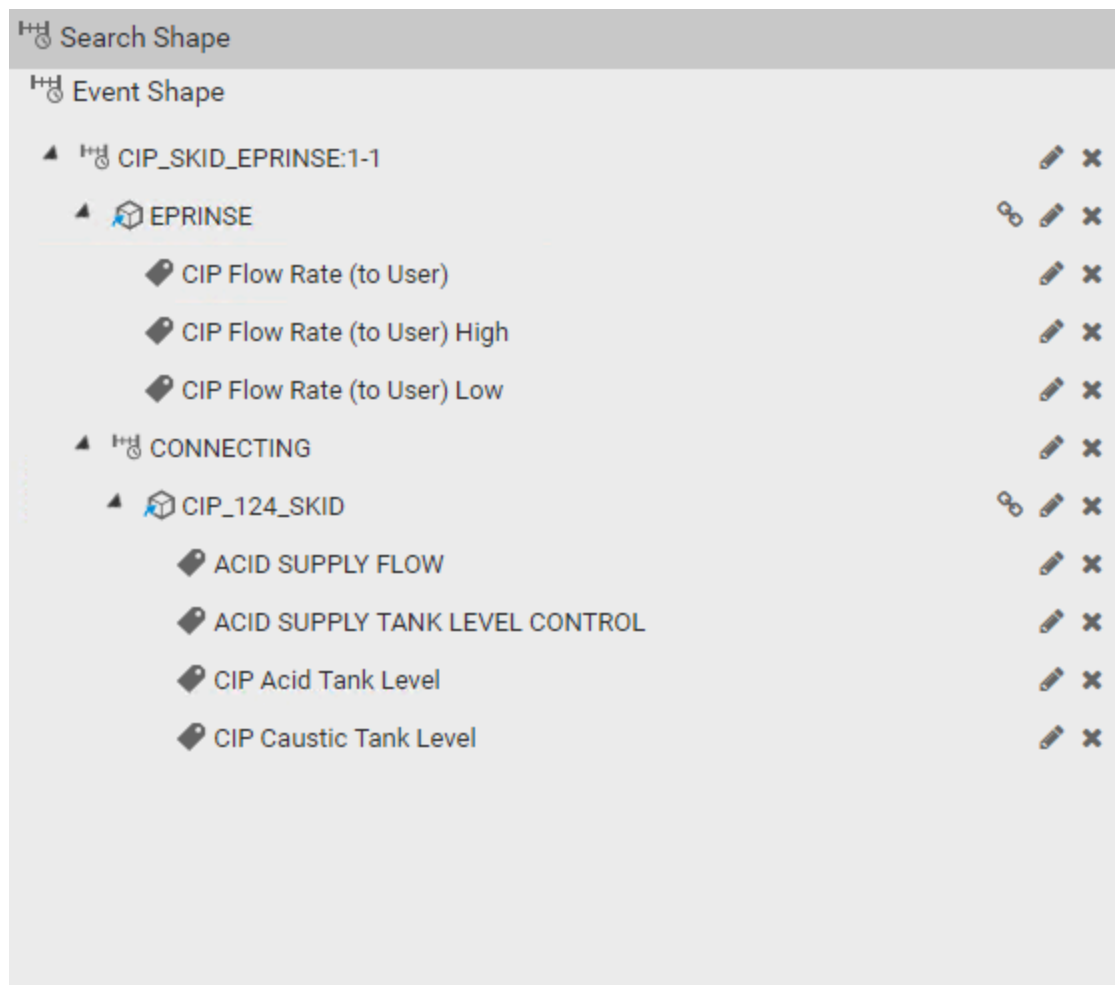 Search Shape
Event Shape
CIP_SKID_EPRINSE:1-1
EPRINSE
CIP Flow Rate (to User)
CIP Flow Rate (to User) High
CIP Flow Rate (to User) Low
CONNECTING
CIP_124_SKID
ACID SUPPLY FLOW
ACID SUPPLY TANK LEVEL CONTROL
CIP Acid Tank Level
CIP Caustic Tank Level